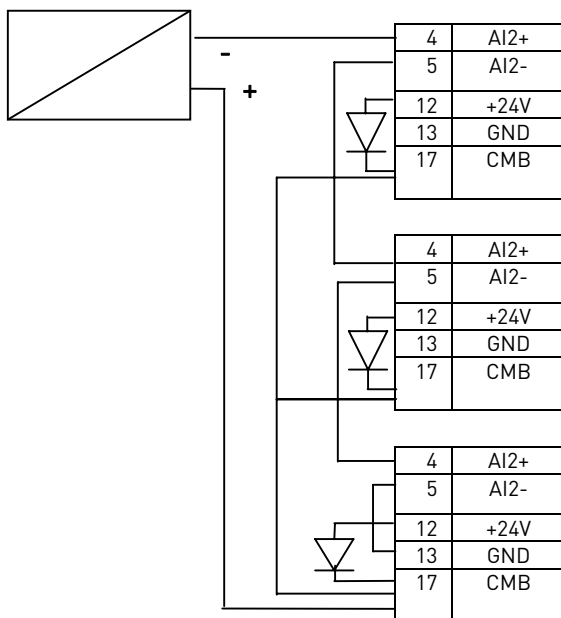 4 AI2+
- 5 AI2-
+ 12 +24V
13 GND
17 CMB
4 AI2+
5 AI2-
12 +24V
13 GND
17 CMB
4 AI2+
5 AI2-
12 +24V
13 GND
17 CMB